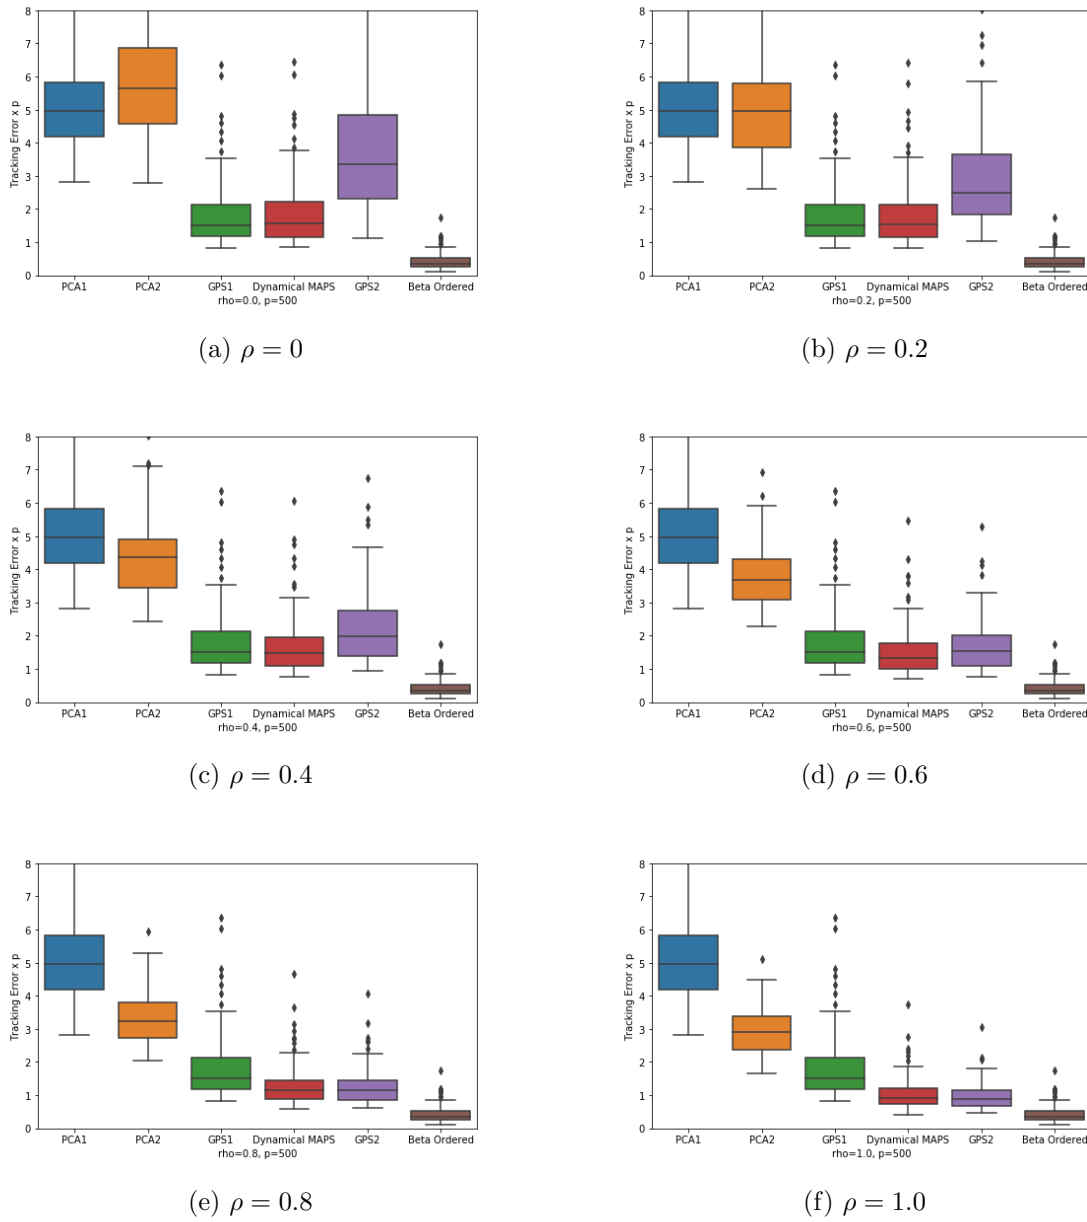 8
7
6
5
4
3
2
1
0
Tracking Error x p
PCA1 PCA2 GPS1 Dynamical MAPS GPS2 Beta Ordered
rho=0.0, p=500
(a) ρ = 0
8
7
6
5
4
3
2
1
0
Tracking Error x p
PCA1 PCA2 GPS1 Dynamical MAPS GPS2 Beta Ordered
rho=0.2, p=500
(b) ρ = 0.2
8
7
6
5
4
3
2
1
0
Tracking Error x p
PCA1 PCA2 GPS1 Dynamical MAPS GPS2 Beta Ordered
rho=0.4, p=500
(c) ρ = 0.4
8
7
6
5
4
3
2
1
0
Tracking Error x p
PCA1 PCA2 GPS1 Dynamical MAPS GPS2 Beta Ordered
rho=0.6, p=500
(d) ρ = 0.6
8
7
6
5
4
3
2
1
0
Tracking Error x p
PCA1 PCA2 GPS1 Dynamical MAPS GPS2 Beta Ordered
rho=0.8, p=500
(e) ρ = 0.8
8
7
6
5
4
3
2
1
0
Tracking Error x p
PCA1 PCA2 GPS1 Dynamical MAPS GPS2 Beta Ordered
rho=1.0, p=500
(f) ρ = 1.0